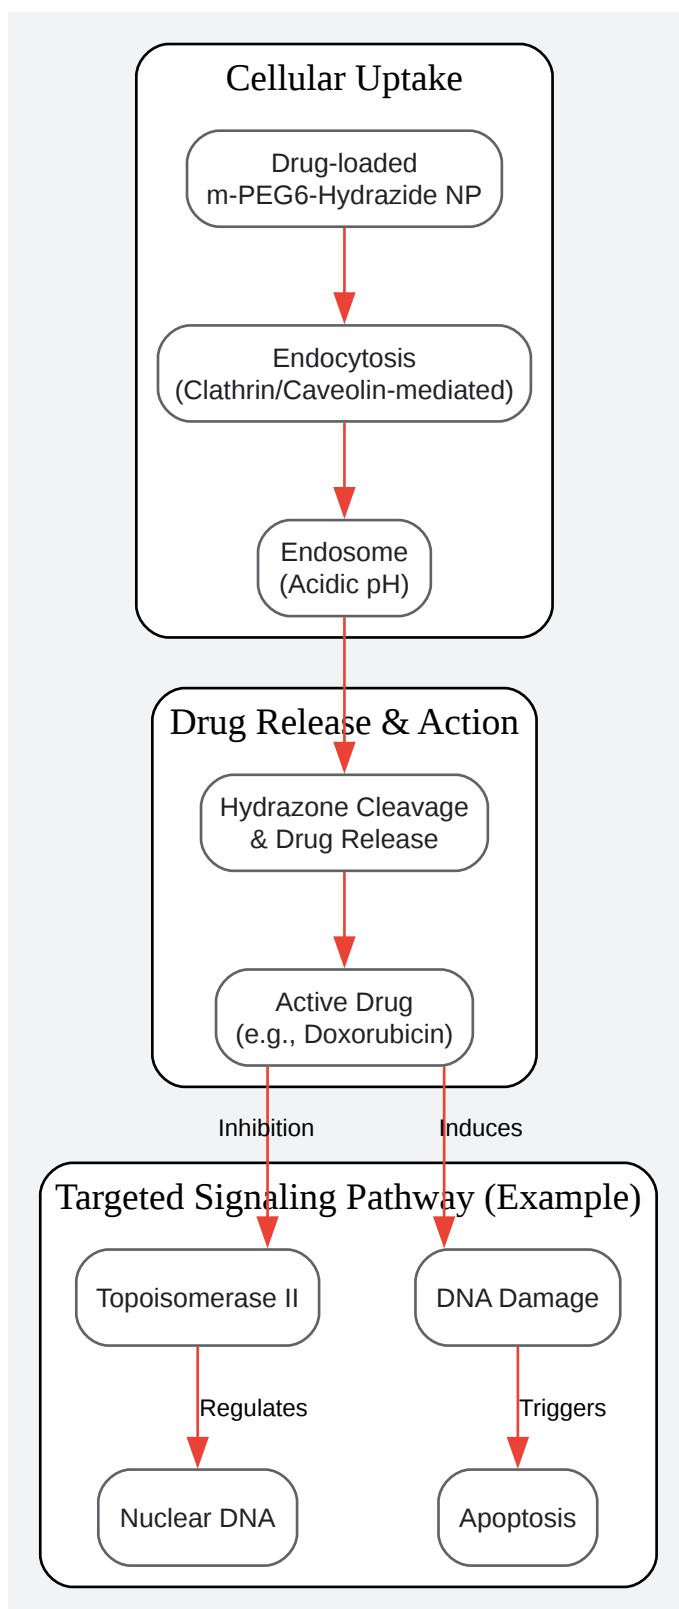 Cellular Uptake
Drug-loaded
m-PEG6-Hydrazide NP
Endocytosis
(Clathrin/Caveolin-mediated)
Endosome
(Acidic pH)
Drug Release & Action
Hydrazone Cleavage
& Drug Release
Active Drug
(e.g., Doxorubicin)
Inhibition
Induces
Targeted Signaling Pathway (Example)
Topoisomerase II
DNA Damage
Regulates
Triggers
Nuclear DNA
Apoptosis